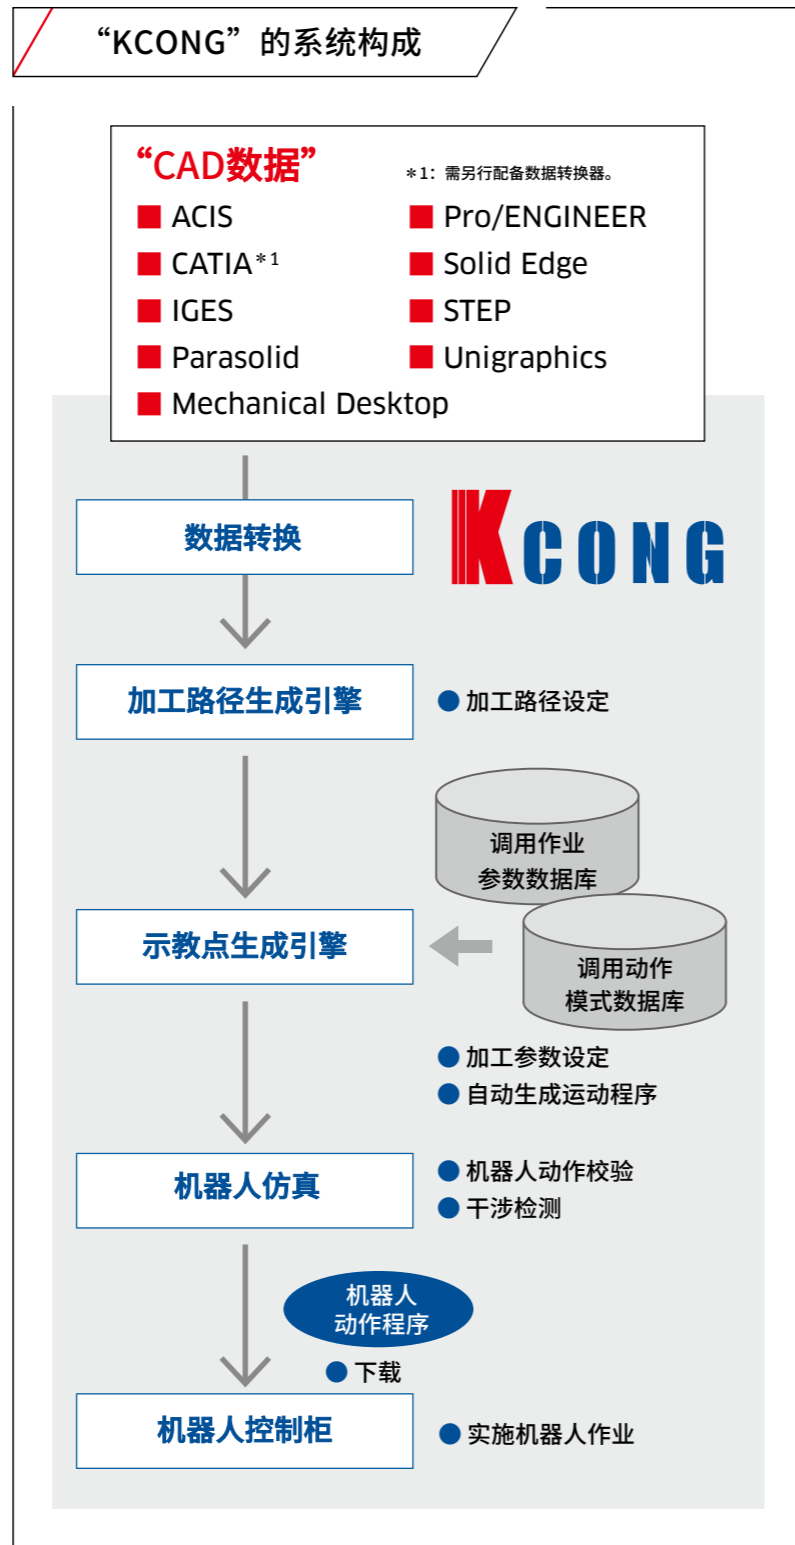 “KCONG”的系统构成
“CAD数据”
＊1：需另行配备数据转换器。
ACIS
Pro/ENGINEER
CATIA＊1
Solid Edge
IGES
STEP
Parasolid
Unigraphics
Mechanical Desktop
KCONG
数据转换
加工路径生成引擎
● 加工路径设定
调用作业
参数数据库
示教点生成引擎
调用动作
模式数据库
● 加工参数设定
● 自动生成运动程序
机器人仿真
● 机器人动作校验
● 干涉检测
机器人
动作程序
● 下载
机器人控制柜
● 实施机器人作业